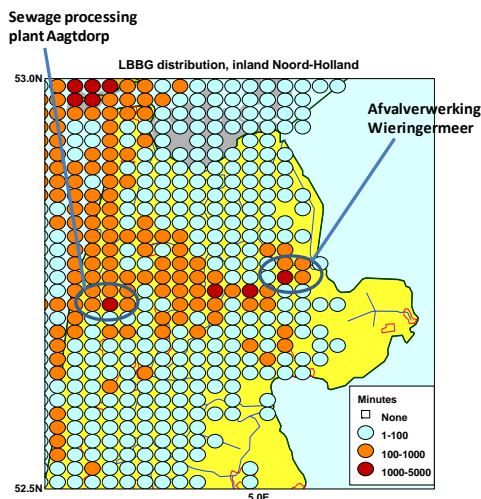 Sewage processing
plant Aagtdorp
LBBG distribution, inland Noord-Holland
53.0N
Afvalverwerking
Wieringermeer
Minutes
None
1-100
100-1000
1000-5000
52.5N
5.0E